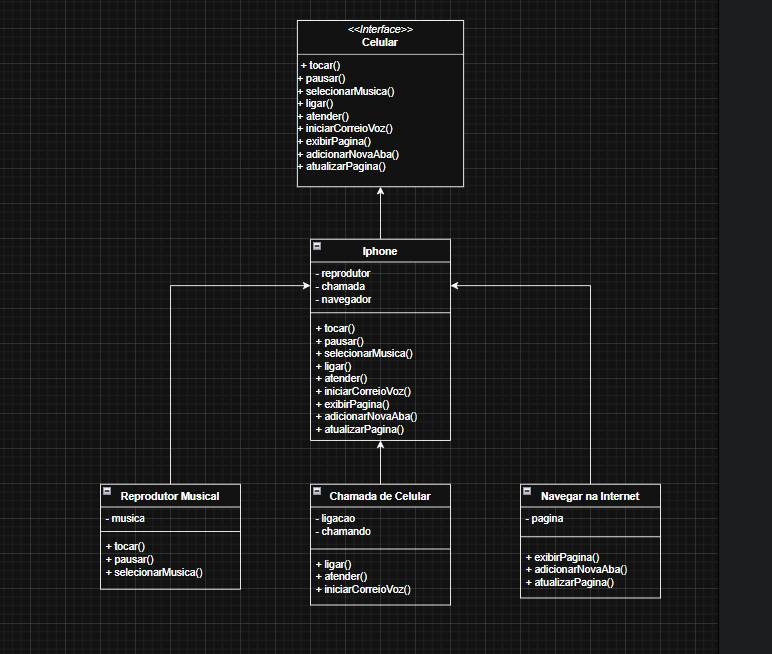 <<Interface>>
Celular
+ tocar()
+ pausar()
+ selecionarMusica()
+ ligar()
+ atender()
+ iniciarCorreioVoz()
+ exibirPagina()
+ adicionarNovaAba()
+ atualizarPagina()
Iphone
- reprodutor
- chamada
- navegador
+ tocar()
+ pausar()
+ selecionarMusica()
+ ligar()
+ atender()
+ iniciarCorreioVoz()
+ exibirPagina()
+ adicionarNovaAba()
+ atualizarPagina()
Reprodutor Musical
- musica
+ tocar()
+ pausar()
+ selecionarMusica()
Chamada de Celular
- ligacao
- chamando
+ ligar()
+ atender()
+ iniciarCorreioVoz()
Navegar na Internet
- pagina
+ exibirPagina()
+ adicionarNovaAba()
+ atualizarPagina()